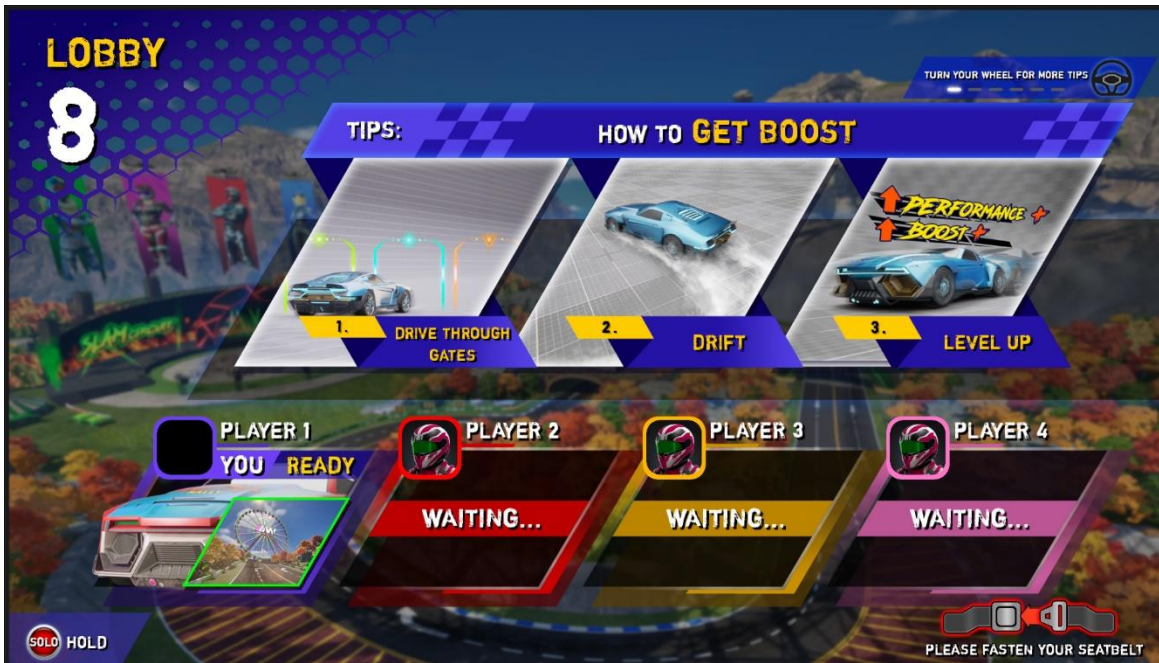 LOBBY
8
TURN YOUR WHEEL FOR MORE TIPS
TIPS:
HOW TO GET BOOST
PERFORMANCE +
BOOST +
1.
DRIVE THROUGH
GATES
2.
DRIFT
3.
LEVEL UP
SLAM
PLAYER 1
YOU READY
PLAYER 2
WAITING...
PLAYER 3
WAITING...
PLAYER 4
WAITING...
SOLO HOLD
PLEASE FASTEN YOUR SEATBELT